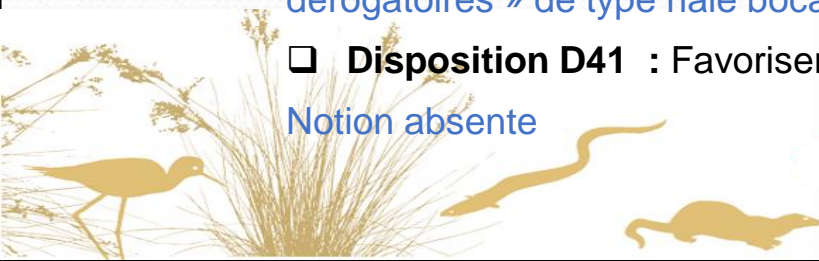 dérogatoires » de type haie boca
❑ Disposition D41 : Favoriser
Notion absente